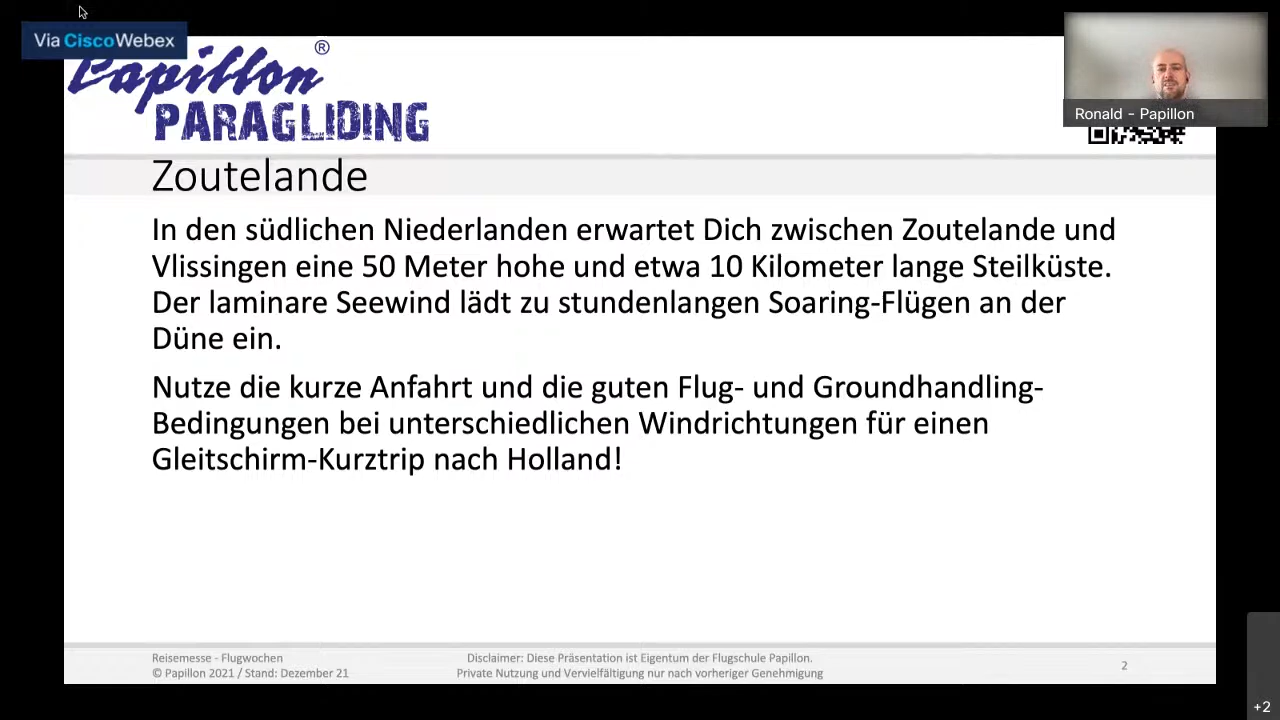 Via CiscoWebex
Papillon®
PARAGLIDING
Ronald - Papillon
Zoutelande
In den südlichen Niederlanden erwartet Dich zwischen Zoutelande und
Vlissingen eine 50 Meter hohe und etwa 10 Kilometer lange Steilküste.
Der laminare Seewind lädt zu stundenlangen Soaring-Flügen an der
Düne ein.
Nutze die kurze Anfahrt und die guten Flug- und Groundhandling-
Bedingungen bei unterschiedlichen Windrichtungen für einen
Gleitschirm-Kurztrip nach Holland!
Reisemesse - Flugwochen
© Papillon 2021 / Stand: Dezember 21
Disclaimer: Diese Präsentation ist Eigentum der Flugschule Papillon.
Private Nutzung und Vervielfältigung nur nach vorheriger Genehmigung
2
+2